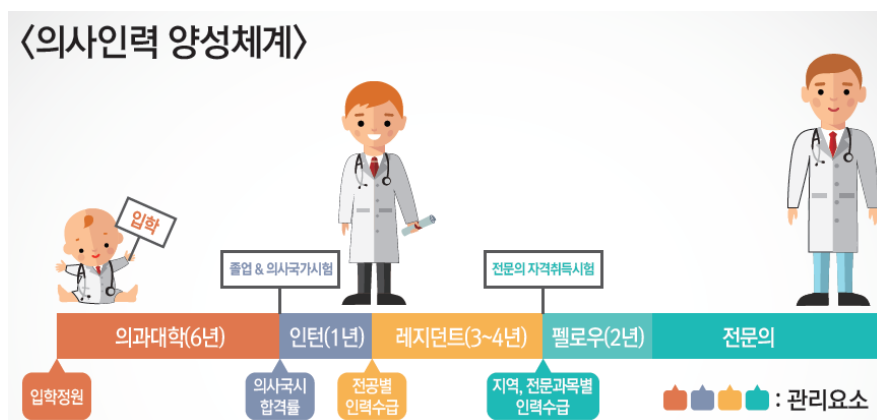 〈의사인력 양성체계〉
입학
졸업 & 의사국가시험
전문의 자격취득시험
의과대학(6년)
인턴(1년)
레지던트(3~4년)
펠로우(2년)
전문의
입학정원
의사국시
합격률
전공별
인력수급
지역, 전문과목별
인력수급
: 관리요소